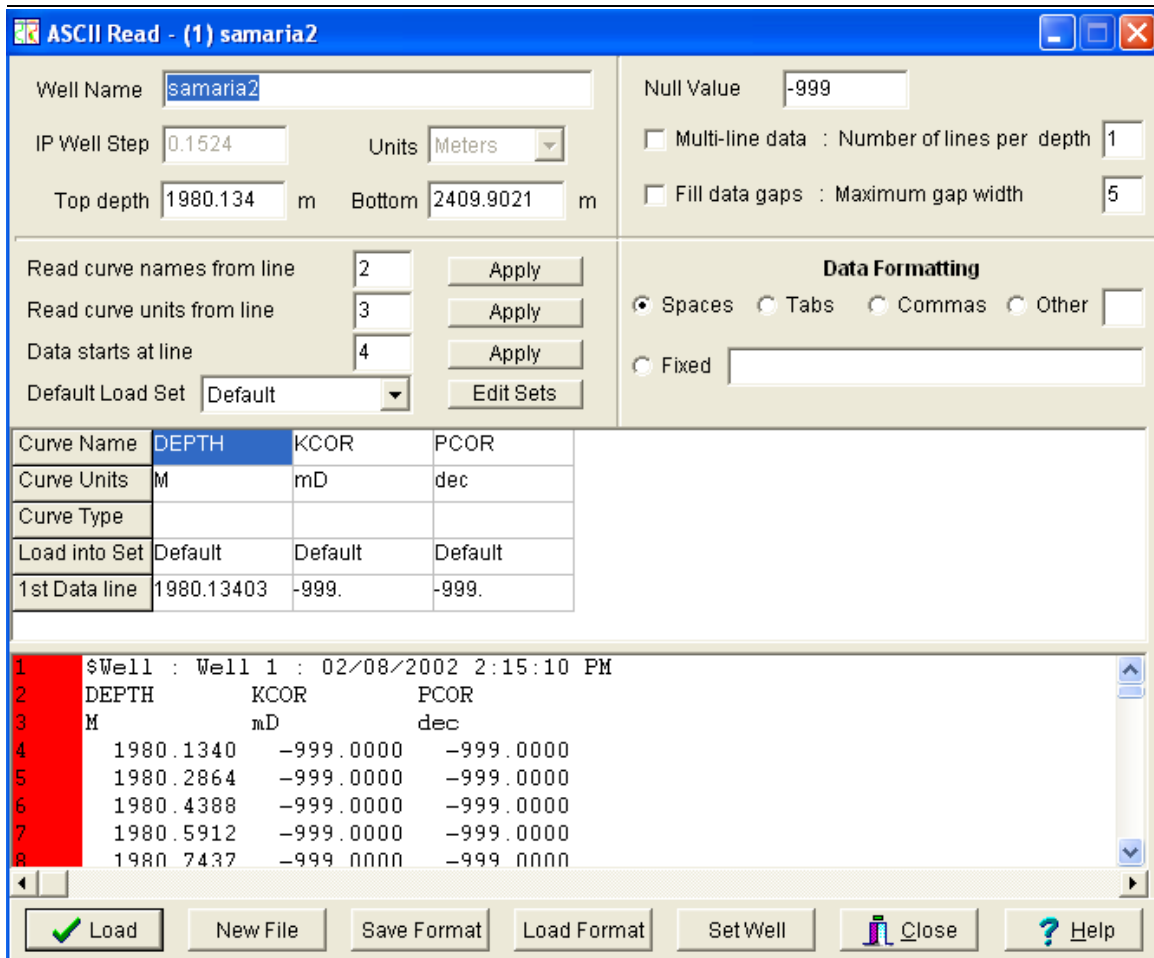 ASCII Read - (1) samaria2
Well Name samaria2
Null Value -999
IP Well Step 0.1524 Units Meters
Multi-line data : Number of lines per depth 1
Top depth 1980.134 m Bottom 2409.9021 m
Fill data gaps : Maximum gap width 5
Read curve names from line 2 Apply
Read curve units from line 3 Apply
Data starts at line 4 Apply
Default Load Set Default Edit Sets
Data Formatting
Spaces Tabs Commas Other
Fixed
Curve Name DEPTH KCOR PCOR
Curve Units M mD dec
Curve Type
Load into Set Default Default Default
1st Data line 1980.13403 -999. -999.
1 $Well : Well 1 : 02/08/2002 2:15:10 PM
2 DEPTH KCOR PCOR
3 M mD dec
4 1980.1340 -999.0000 -999.0000
5 1980.2864 -999.0000 -999.0000
6 1980.4388 -999.0000 -999.0000
7 1980.5912 -999.0000 -999.0000
8 1980.7437 -999.0000 -999.0000
Load New File Save Format Load Format Set Well Close Help